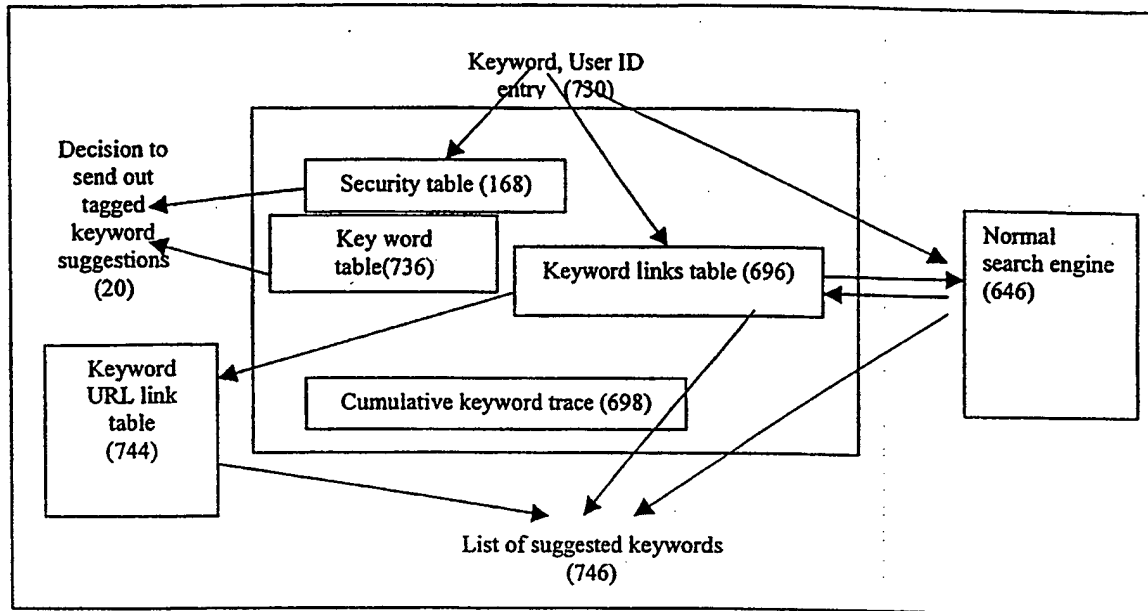 Keyword, User ID
entry (730)
Decision to
send out
tagged
keyword
suggestions
(20)
Security table (168)
Key word
table(736)
Keyword links table (696)
Normal
search engine
(646)
Keyword
URL link
table
(744)
Cumulative keyword trace (698)
List of suggested keywords
(746)